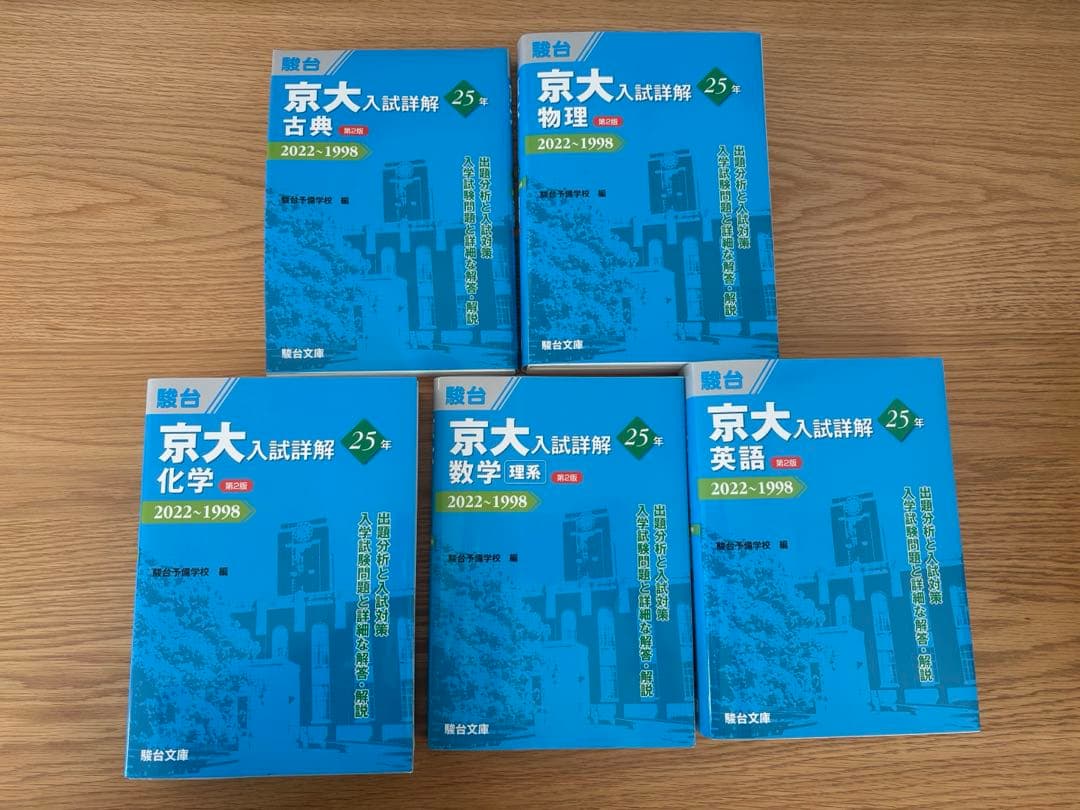 駿台
京大入試詳解 25年
古典 第2版
2022~1998
駿台予備学校 編
出題分析と入試対策
入学試験問題と詳細な解答・解説
駿台文庫
駿台
京大入試詳解 25年
物理 第2版
2022~1998
駿台予備学校 編
出題分析と入試対策
入学試験問題と詳細な解答・解説
駿台文庫
駿台
京大入試詳解 25年
化学 第2版
2022~1998
駿台予備学校 編
出題分析と入試対策
入学試験問題と詳細な解答・解説
駿台文庫
駿台
京大入試詳解 25年
数学 理系 第2版
2022~1998
駿台予備学校 編
出題分析と入試対策
入学試験問題と詳細な解答・解説
駿台文庫
駿台
京大入試詳解 25年
英語 第2版
2022~1998
駿台予備学校 編
出題分析と入試対策
入学試験問題と詳細な解答・解説
駿台文庫